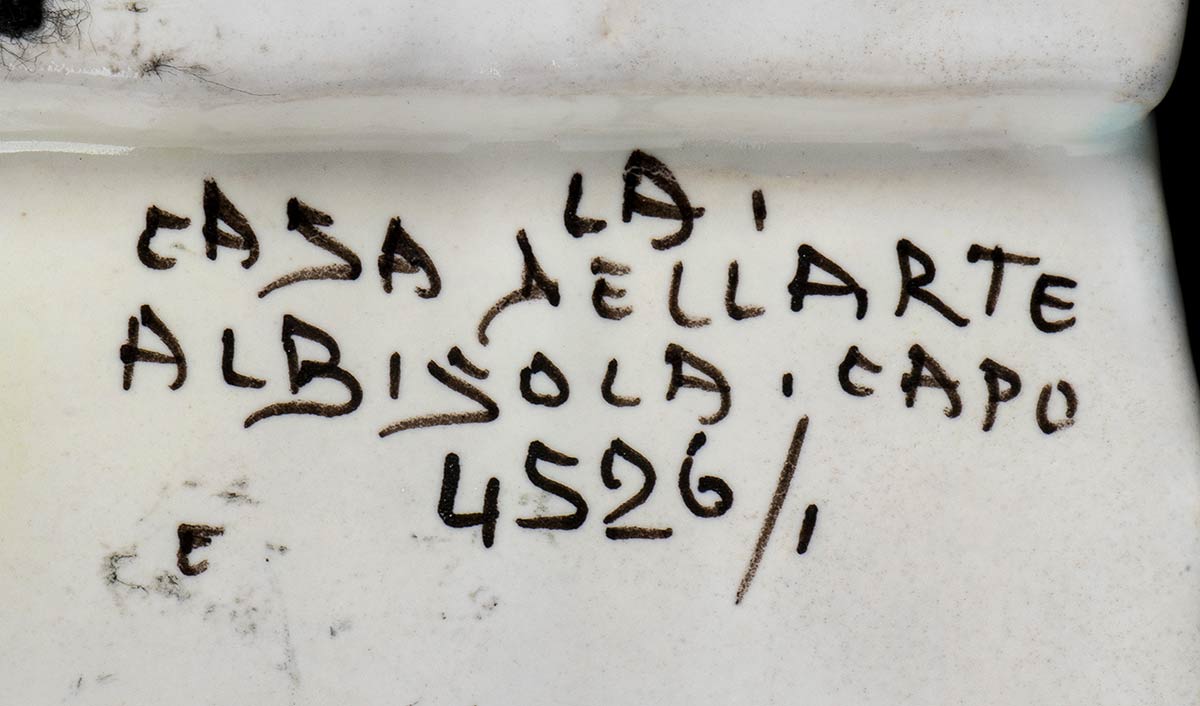 LA'
CASA DELLARTE
ALBISOLA . CAPO
4526/1
E